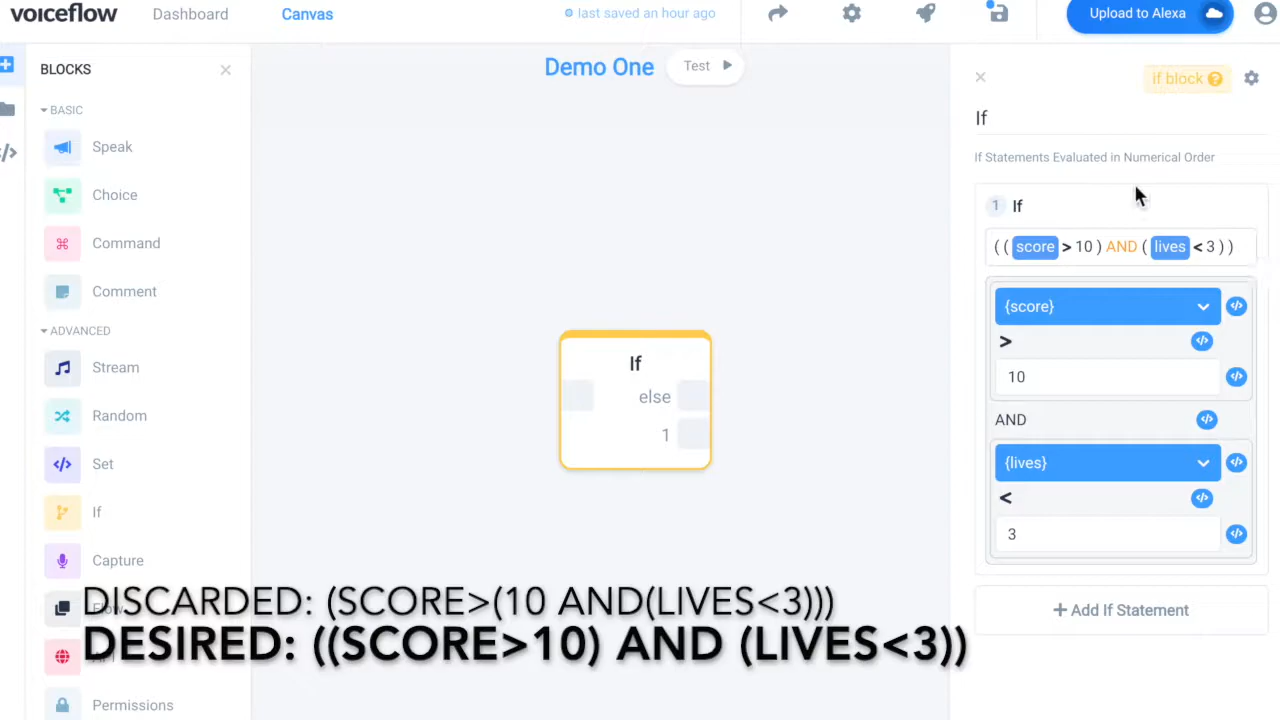 voiceflow
Dashboard
Canvas
last saved an hour ago
Upload to Alexa
BLOCKS
BASIC
Speak
Choice
Command
Comment
ADVANCED
Stream
Random
Set
If
Capture
Permissions
Demo One
Test
If
else
1
if block
If
If Statements Evaluated in Numerical Order
1 If
( ( score > 10 ) AND ( lives < 3 ) )
{score}
>
10
AND
{lives}
<
3
+ Add If Statement
DISCARDED: (SCORE>(10 AND(LIVES<3)))
DESIRED: ((SCORE>10) AND (LIVES<3))